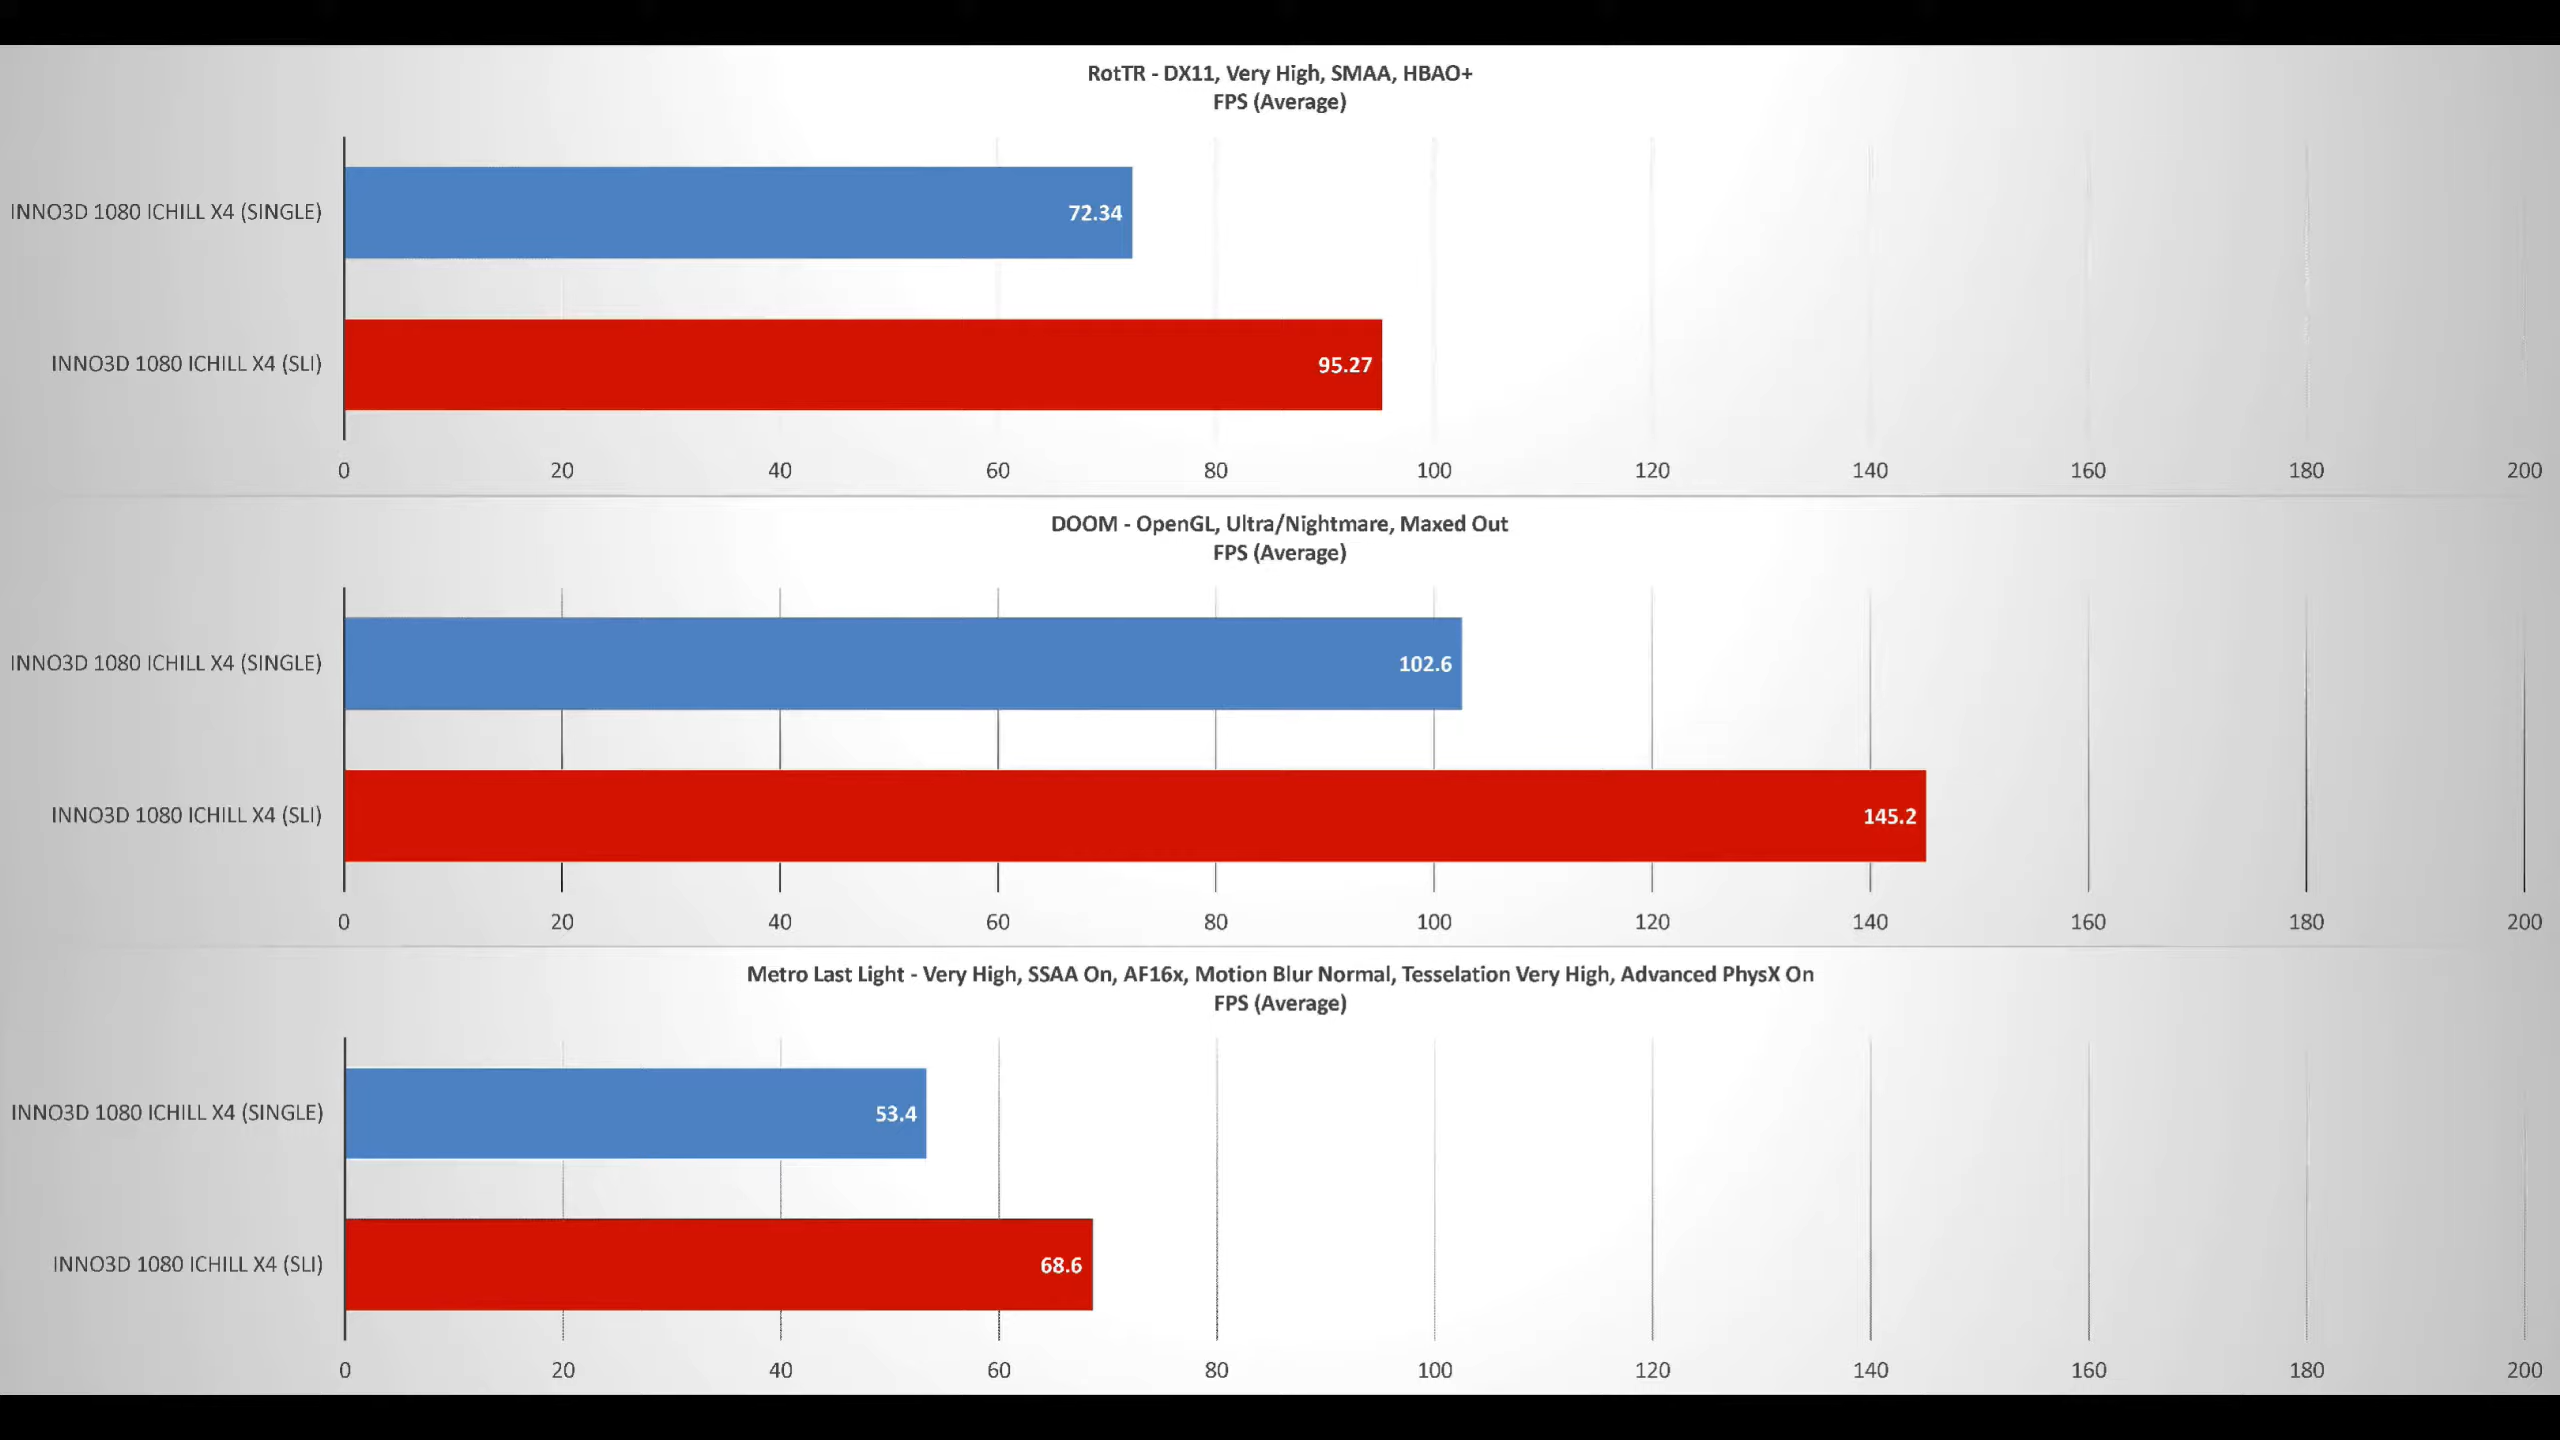 RotTR - DX11, Very High, SMAA, HBAO+
FPS (Average)
INNO3D 1080 ICHILL X4 (SINGLE)
72.34
INNO3D 1080 ICHILL X4 (SLI)
95.27
0 20 40 60 80 100 120 140 160 180 200
DOOM - OpenGL, Ultra/Nightmare, Maxed Out
FPS (Average)
INNO3D 1080 ICHILL X4 (SINGLE)
102.6
INNO3D 1080 ICHILL X4 (SLI)
145.2
0 20 40 60 80 100 120 140 160 180 200
Metro Last Light - Very High, SSAA On, AF16x, Motion Blur Normal, Tesselation Very High, Advanced PhysX On
FPS (Average)
INNO3D 1080 ICHILL X4 (SINGLE)
53.4
INNO3D 1080 ICHILL X4 (SLI)
68.6
0 20 40 60 80 100 120 140 160 180 200